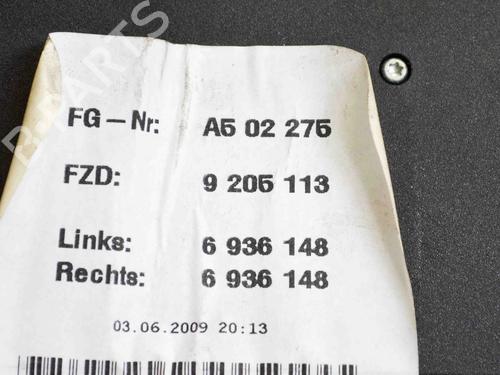 B-PARTS
FG-Nr: A5 02 275
FZD: 9 205 113
Links: 6 936 148
Rechts: 6 936 148
03.06.2009 20:13